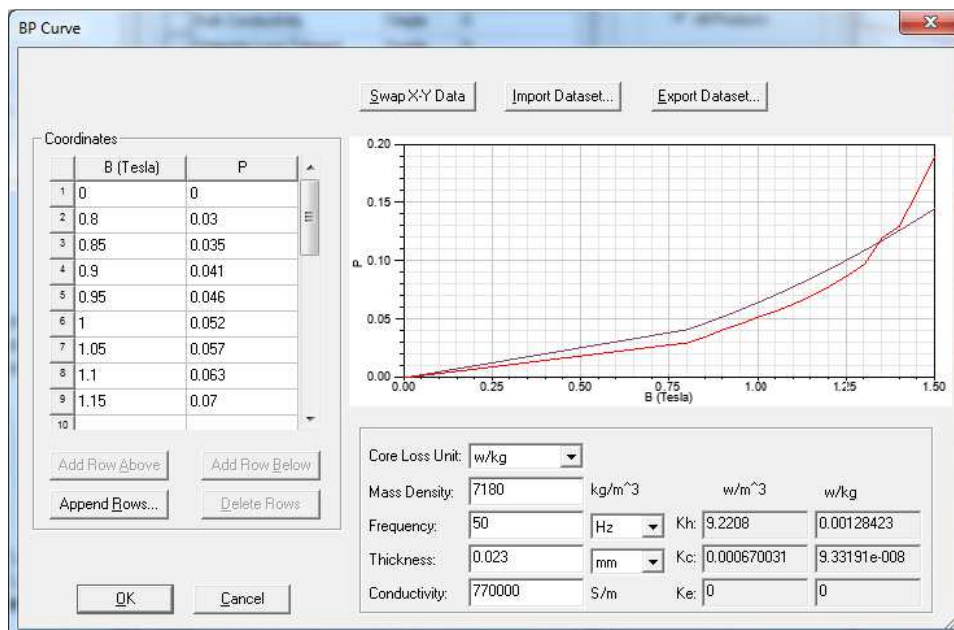 BP Curve
Swap X-Y Data Import Dataset... Export Dataset...
Coordinates
B (Tesla) P
1 0 0
2 0.8 0.03
3 0.85 0.035
4 0.9 0.041
5 0.95 0.046
6 1 0.052
7 1.05 0.057
8 1.1 0.063
9 1.15 0.07
10
Add Row Above Add Row Below
Append Rows... Delete Rows
OK Cancel
0.20
0.15
0.10
0.05
0.00
P
0.00 0.25 0.50 0.75 1.00 1.25 1.50
B (Tesla)
Core Loss Unit: w/kg
Mass Density: 7180 kg/m^3 w/m^3 w/kg
Frequency: 50 Hz Kh: 9.2208 0.00128423
Thickness: 0.023 mm Kc: 0.000670031 9.33191e-008
Conductivity: 770000 S/m Ke: 0 0